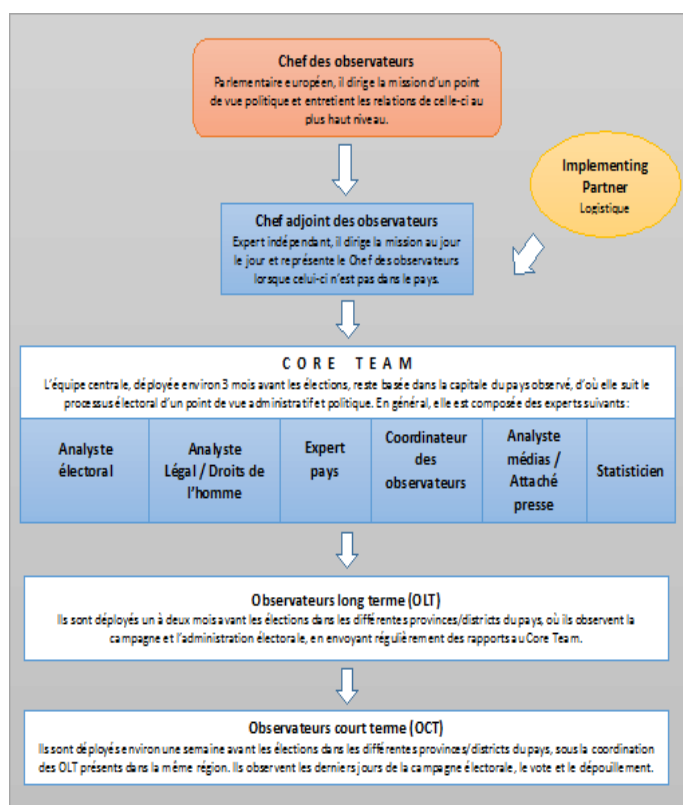 Chef des observateurs
Parlementaire européen, il dirige la mission d'un point
de vue politique et entretient les relations de celle-ci au
plus haut niveau.
Implementing
Partner
Logistique
Chef adjoint des observateurs
Expert indépendant, il dirige la mission au jour
le jour et représente le Chef des observateurs
lorsque celui-ci n'est pas dans le pays.
CORE TEAM
L'équipe centrale, déployée environ 3 mois avant les élections, reste basée dans la capitale du pays observé, d'où elle suit le
processus électoral d'un point de vue administratif et politique. En général, elle est composée des experts suivants :
Analyste
électoral
Analyste
Légal / Droits de
l'homme
Expert
pays
Coordinateur
des
observateurs
Analyste
médias /
Attaché
presse
Statisticien
Observateurs long terme (OLT)
Ils sont déployés un à deux mois avant les élections dans les différentes provinces/districts du pays, où ils observent la
campagne et l'administration électorale, en envoyant régulièrement des rapports au Core Team.
Observateurs court terme (OCT)
Ils sont déployés environ une semaine avant les élections dans les différentes provinces/districts du pays, sous la coordination
des OLT présents dans la même région. Ils observent les derniers jours de la campagne électorale, le vote et le dépouillement.